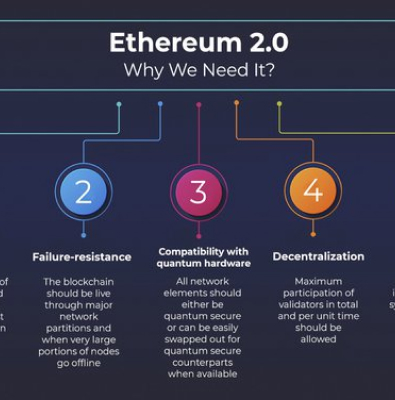 Ethereum 2.0
Why We Need It?
2
3
4
Failure-resistance
Compatibility with
quantum hardware
Decentralization
The blockchain
should be live
through major
network
partitions and
when very large
portions of nodes
go offline
All network
elements should
either be
quantum secure
or can be easily
swapped out for
quantum secure
counterparts
when available
Maximum
participation of
validators in total
and per unit time
should be
allowed
of